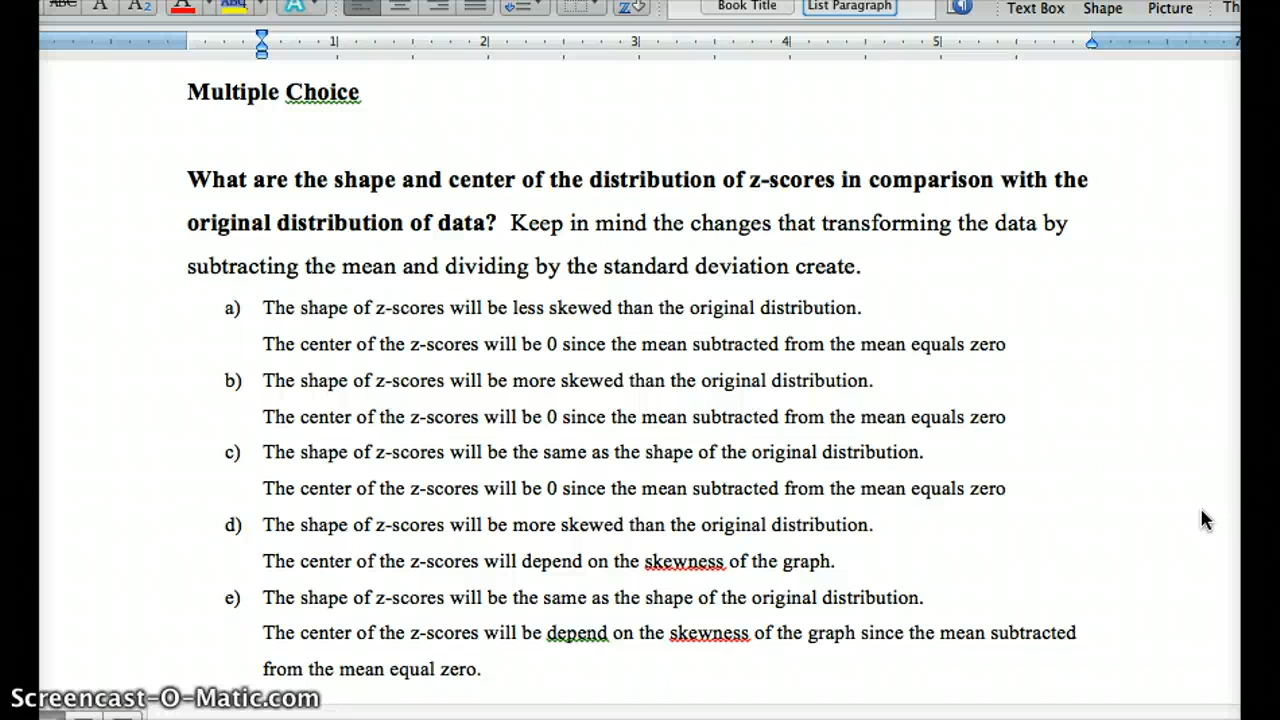 ABC A A2 A ABC A Book Title List Paragraph Text Box Shape Picture Th
1 2 3 4 5 7
Multiple Choice
What are the shape and center of the distribution of z-scores in comparison with the
original distribution of data? Keep in mind the changes that transforming the data by
subtracting the mean and dividing by the standard deviation create.
a) The shape of z-scores will be less skewed than the original distribution.
The center of the z-scores will be 0 since the mean subtracted from the mean equals zero
b) The shape of z-scores will be more skewed than the original distribution.
The center of the z-scores will be 0 since the mean subtracted from the mean equals zero
c) The shape of z-scores will be the same as the shape of the original distribution.
The center of the z-scores will be 0 since the mean subtracted from the mean equals zero
d) The shape of z-scores will be more skewed than the original distribution.
The center of the z-scores will depend on the skewness of the graph.
e) The shape of z-scores will be the same as the shape of the original distribution.
The center of the z-scores will be depend on the skewness of the graph since the mean subtracted
from the mean equal zero.
Screencast-O-Matic.com